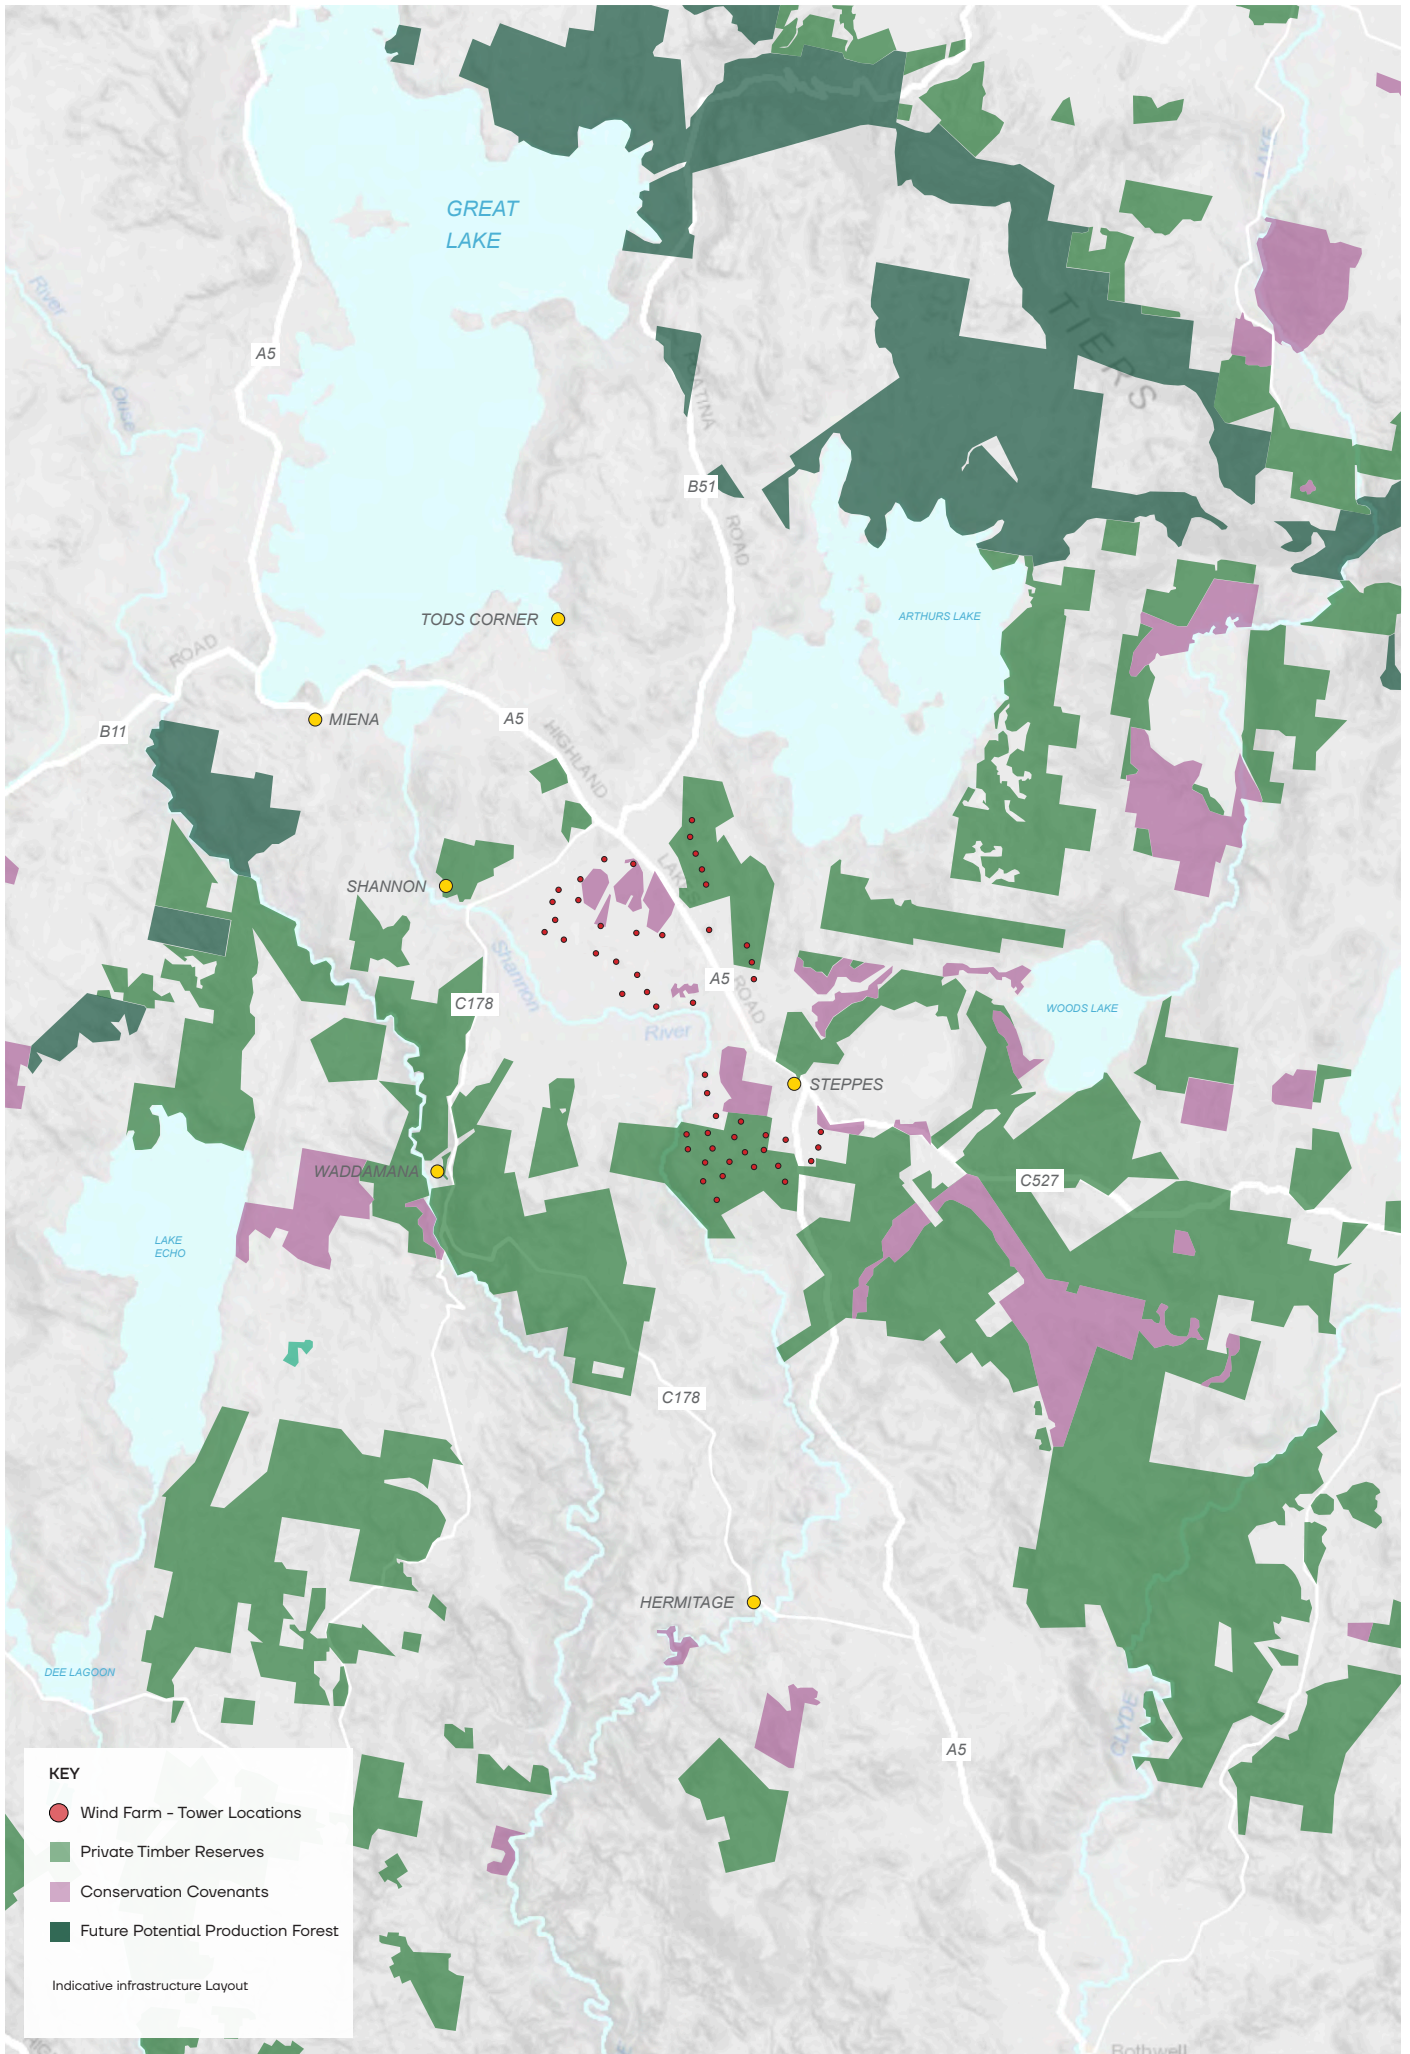 LAKE
GREAT
LAKE
River
A5
TIERS
Ouse
B51
ROAD
ARTHURS LAKE
TODS CORNER
ROAD
MIENA
A5
B11
HIGHLAND
LAKES
SHANNON
Shannon
A5
ROAD
C178
WOODS LAKE
River
STEPPES
WADDAMANA
C527
LAKE
ECHO
C178
HERMITAGE
DEE LAGOON
CLYDE
A5
KEY
Wind Farm - Tower Locations
Private Timber Reserves
Conservation Covenants
Future Potential Production Forest
Indicative infrastructure Layout
Bothwell